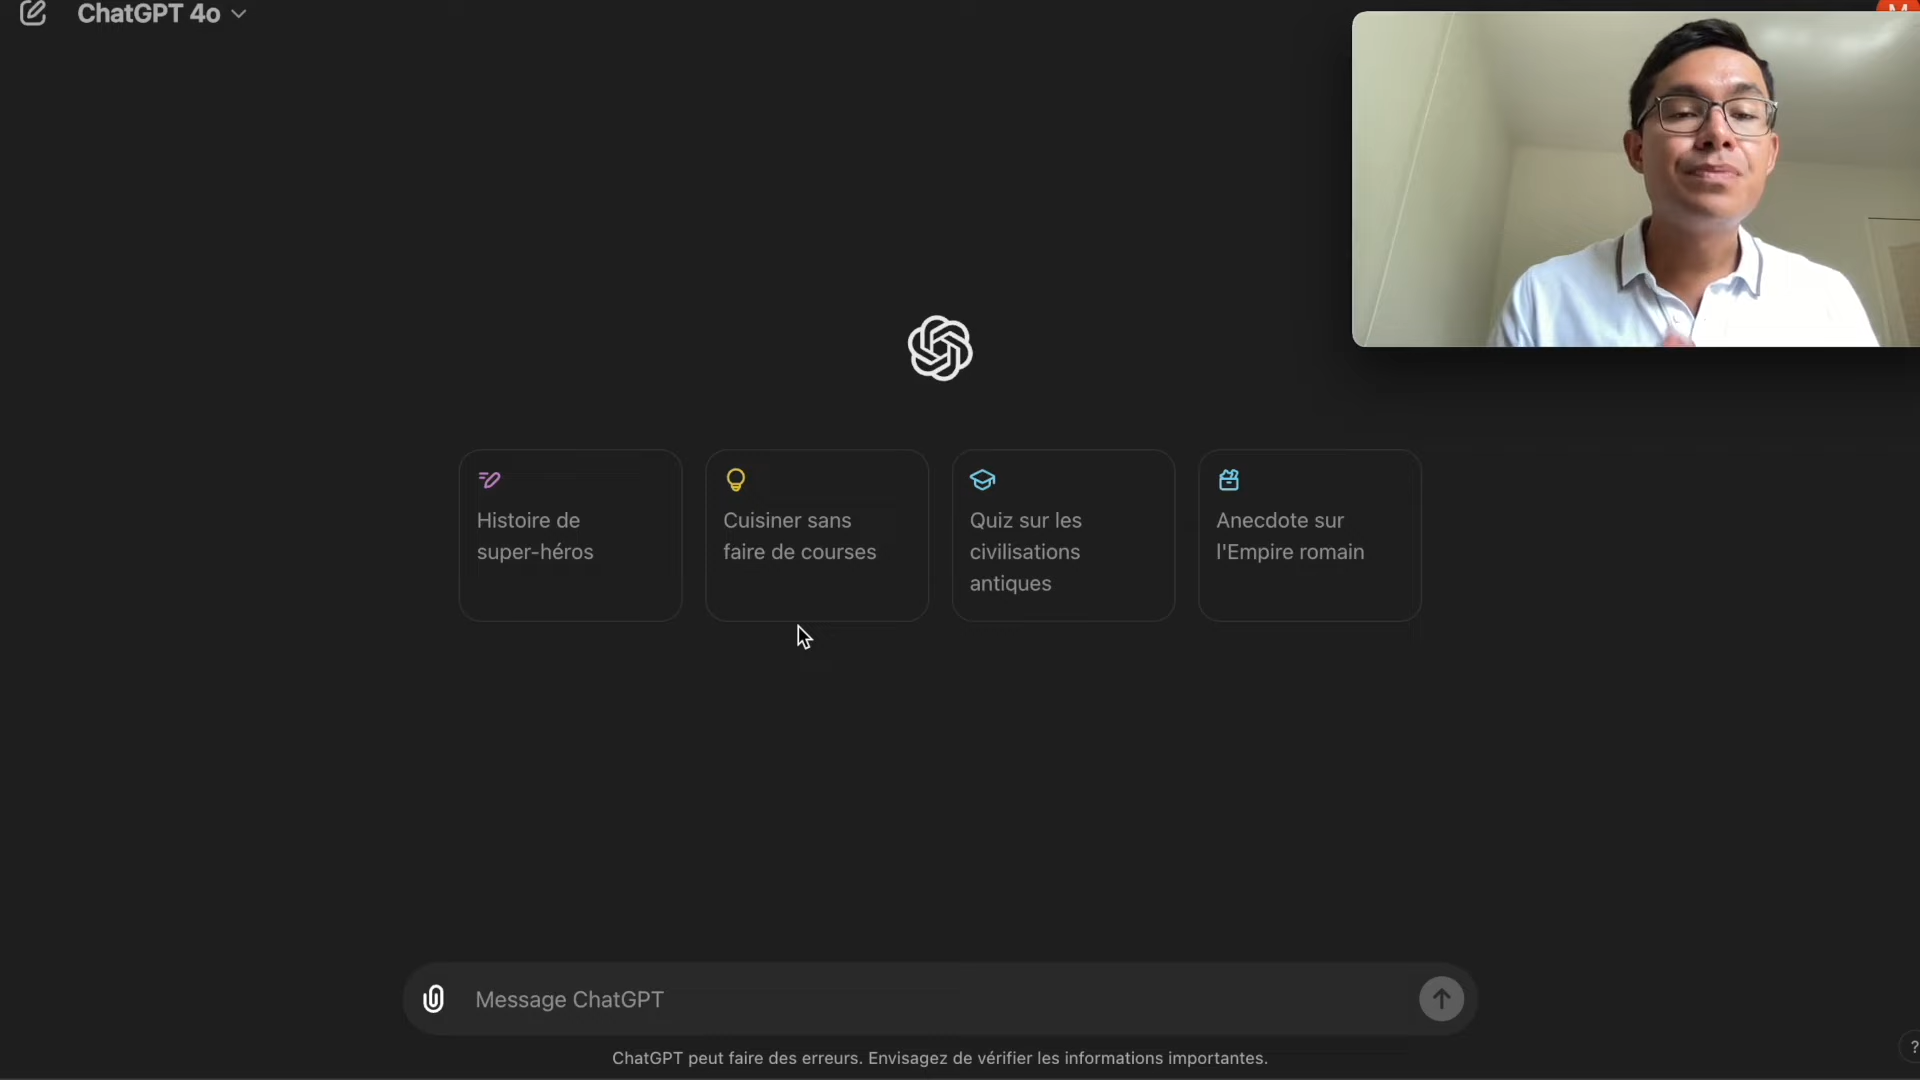 ChatGPT 4o
M
Histoire de
super-héros
Cuisiner sans
faire de courses
Quiz sur les
civilisations
antiques
Anecdote sur
l'Empire romain
Message ChatGPT
ChatGPT peut faire des erreurs. Envisagez de vérifier les informations importantes.
?